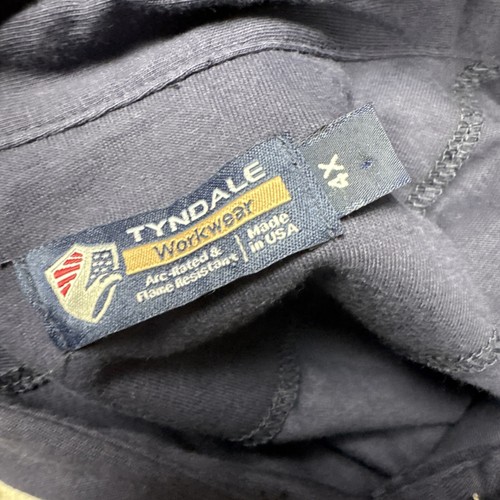 TYNDALE
Workwear
Arc-Rated &
Flame Resistant
Made
in USA
4X